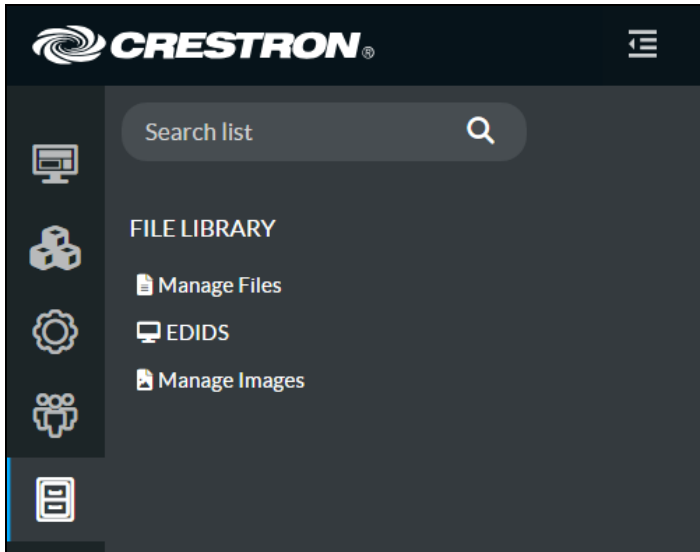 CRESTRON®
Search list
FILE LIBRARY
Manage Files
EDIDS
Manage Images